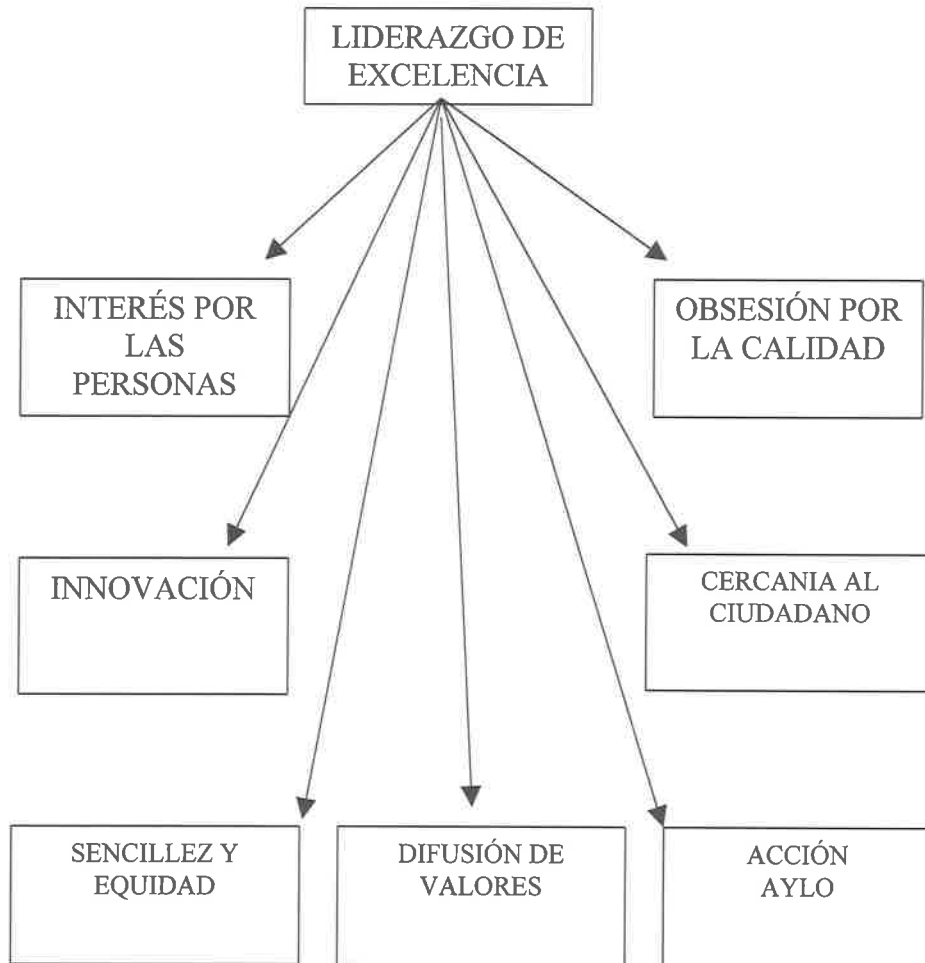 LIDERAZGO DE
EXCELENCIA
INTERÉS POR
LAS
PERSONAS
OBSESIÓN POR
LA CALIDAD
INNOVACIÓN
CERCANIA AL
CIUDADANO
SENCILLEZ Y
EQUIDAD
DIFUSIÓN DE
VALORES
ACCIÓN
AYLO